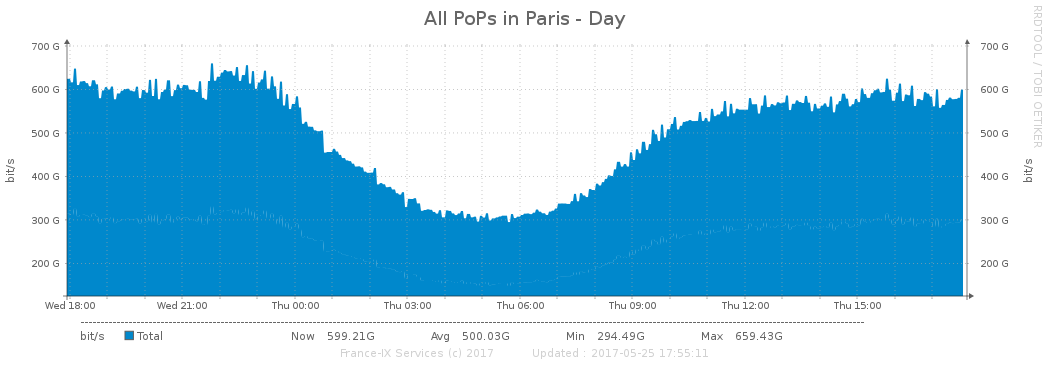 All PoPs in Paris - Day
RRDTOOL / TOBI OETIKER
bit/s
700 G 700 G
600 G 600 G
500 G 500 G
400 G 400 G
300 G 300 G
200 G 200 G
bit/s
Wed 18:00 Wed 21:00 Thu 00:00 Thu 03:00 Thu 06:00 Thu 09:00 Thu 12:00 Thu 15:00
bit/s Total Now 599.21G Avg 500.03G Min 294.49G Max 659.43G
France-IX Services (c) 2017 Updated : 2017-05-25 17:55:11